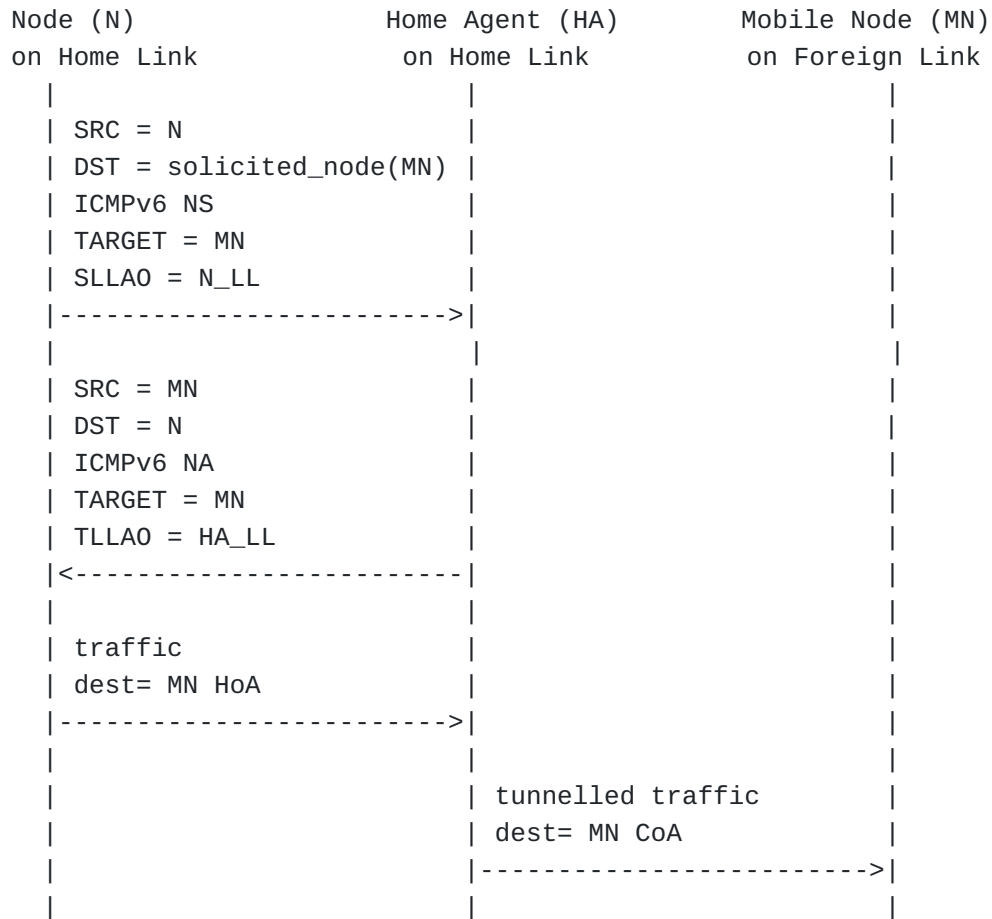 Node (N) Home Agent (HA) Mobile Node (MN)
on Home Link on Home Link on Foreign Link
| | |
| SRC = N | |
| DST = solicited_node(MN) | |
| ICMPv6 NS | |
| TARGET = MN | |
| SLLAO = N_LL | |
|------------------------->| |
| | |
| SRC = MN | |
| DST = N | |
| ICMPv6 NA | |
| TARGET = MN | |
| TLLAO = HA_LL | |
|<-------------------------| |
| | |
| traffic | |
| dest= MN HoA | |
|------------------------->| |
| | |
| | tunnelled traffic |
| | dest= MN CoA |
| |------------------------->|
| | |